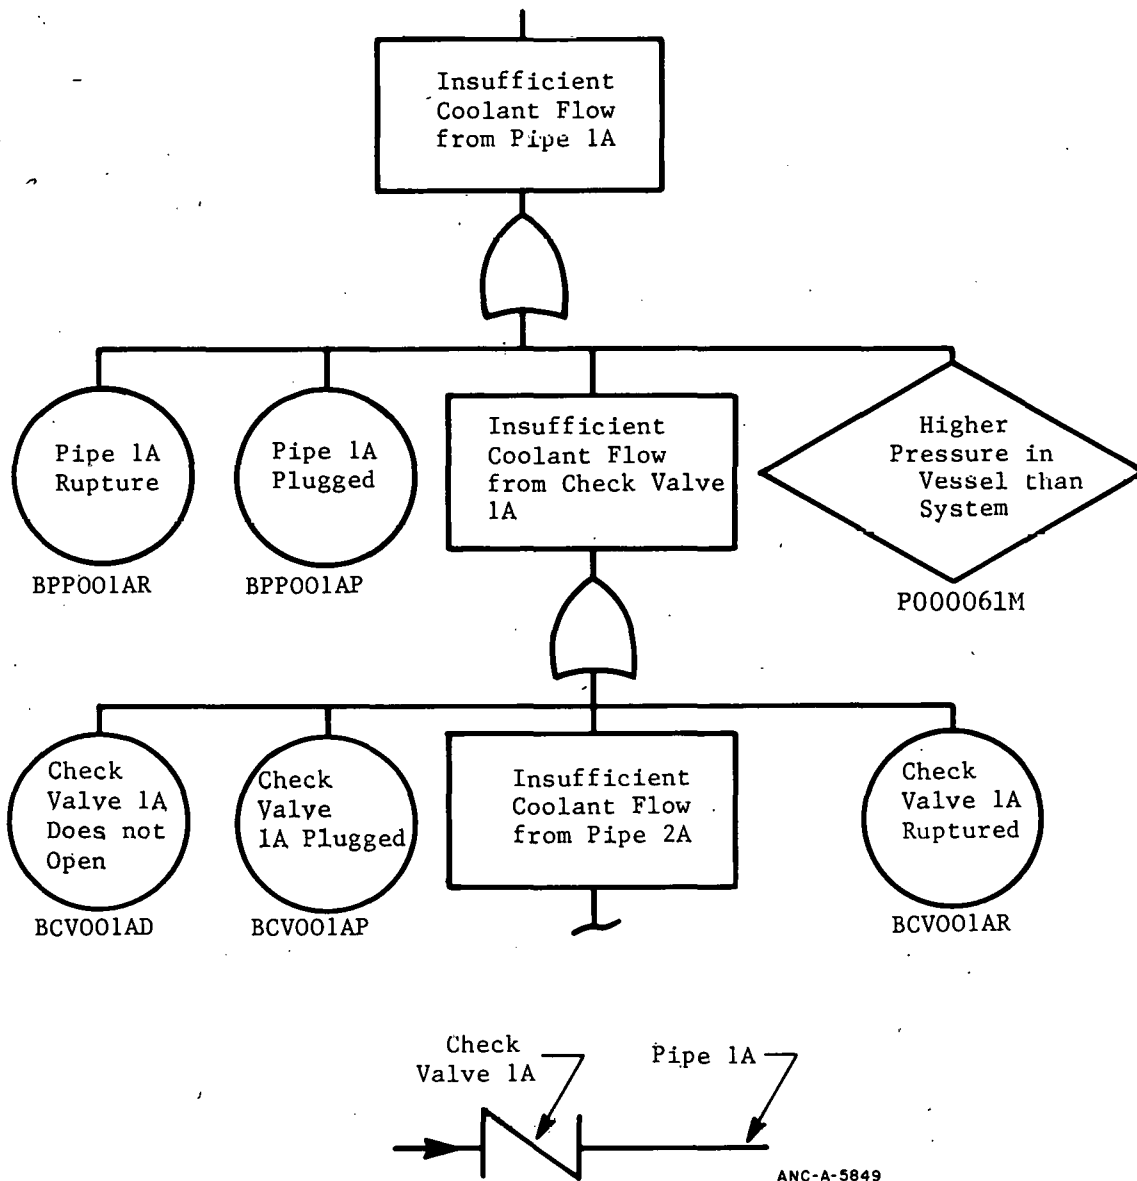 Insufficient
Coolant Flow
from Pipe 1A
Pipe 1A
Rupture
BPP001AR
Pipe 1A
Plugged
BPP001AP
Insufficient
Coolant Flow
from Check Valve
1A
Higher
Pressure in
Vessel than
System
P000061M
Check
Valve 1A
Does not
Open
BCV001AD
Check
Valve
1A Plugged
BCV001AP
Insufficient
Coolant Flow
from Pipe 2A
Check
Valve 1A
Ruptured
BCV001AR
Check
Valve 1A
Pipe 1A
ANC-A-5849